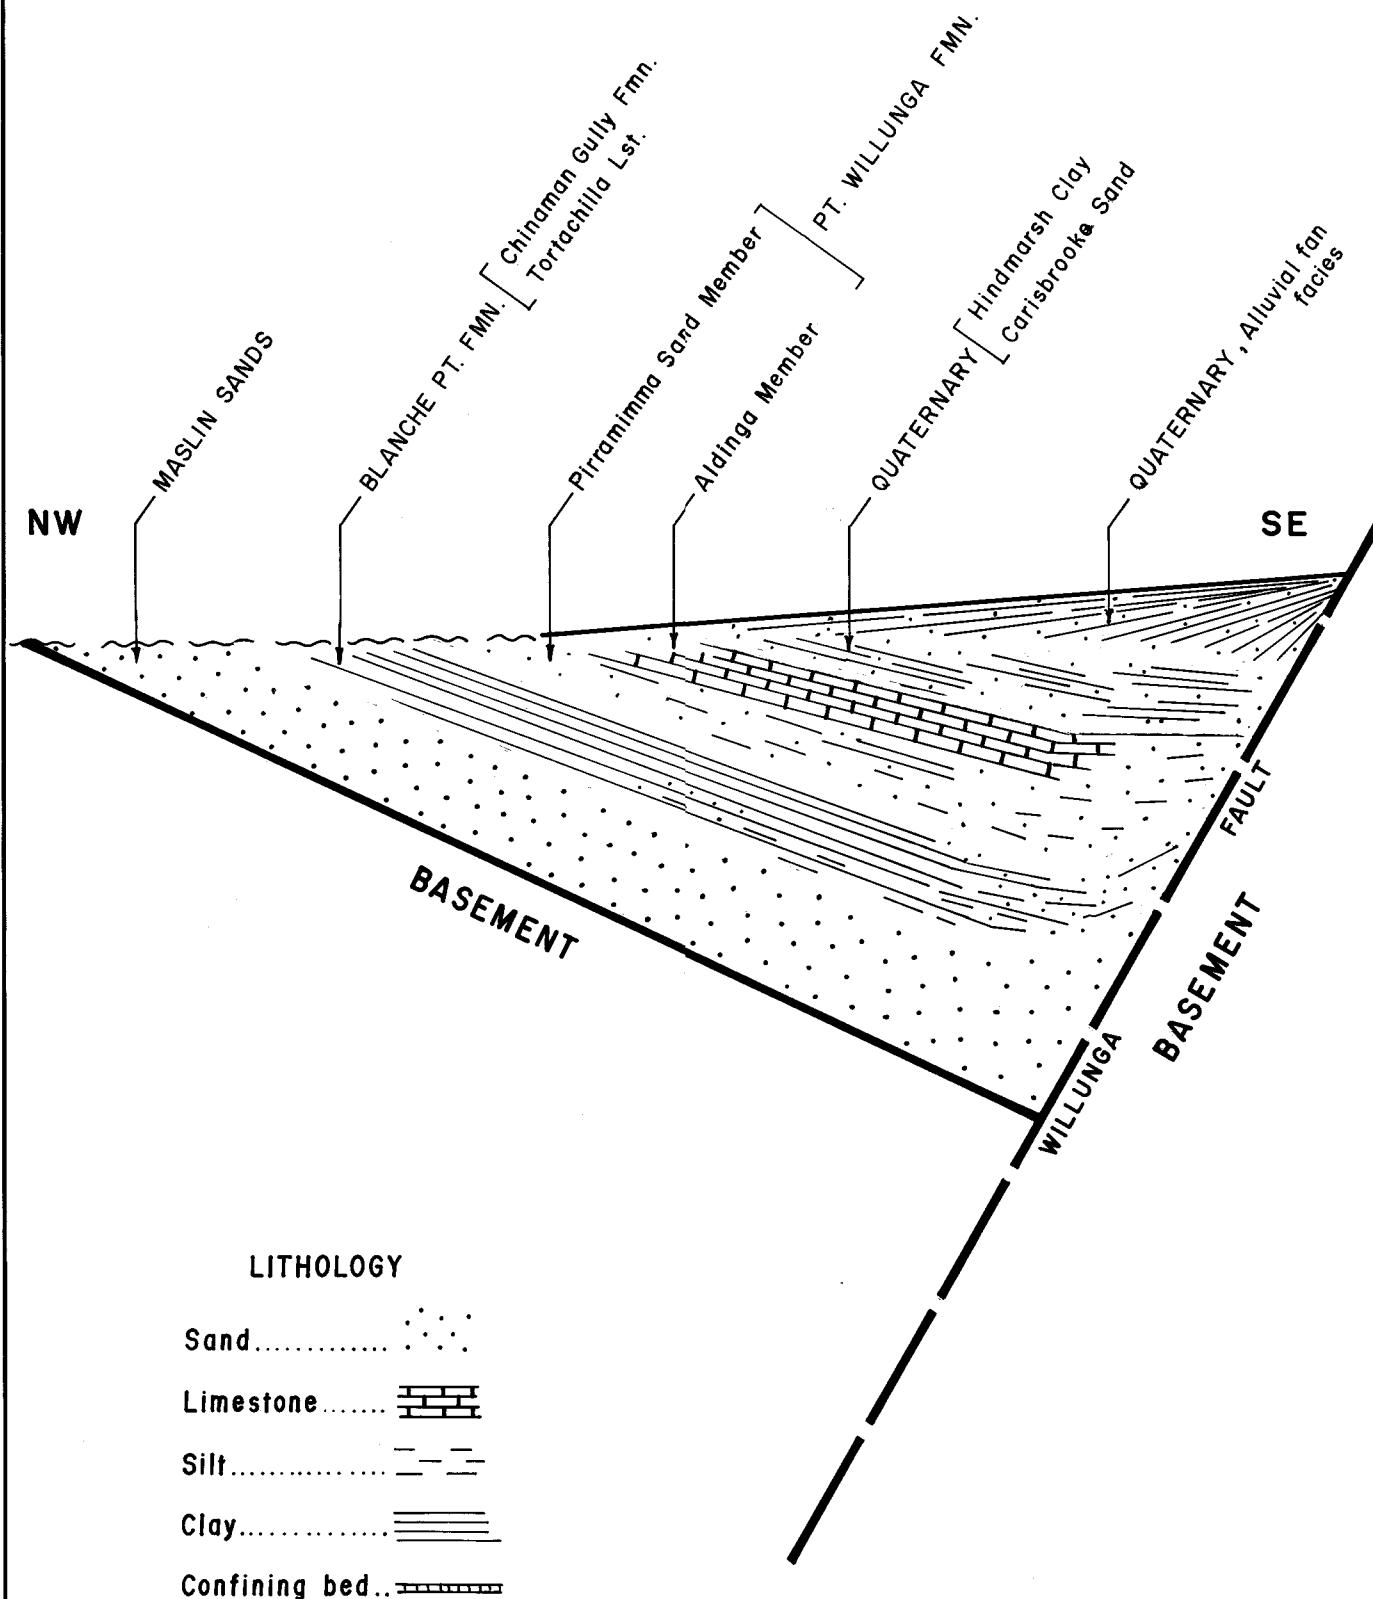 MASLIN SANDS
BLANCHE PT. FMN.
Chinaman Gully Fmn.
Tortachilla Lst.
Pirramimma Sand Member
Aldinga Member
PT. WILLUNGA FMN.
QUATERNARY
Hindmarsh Clay
Carisbrooke Sand
QUATERNARY, Alluvial fan
facies
NW
SE
BASEMENT
WILLUNGA FAULT
BASEMENT
LITHOLOGY
Sand.............
Limestone.......
Silt...............
Clay.............
Confining bed..